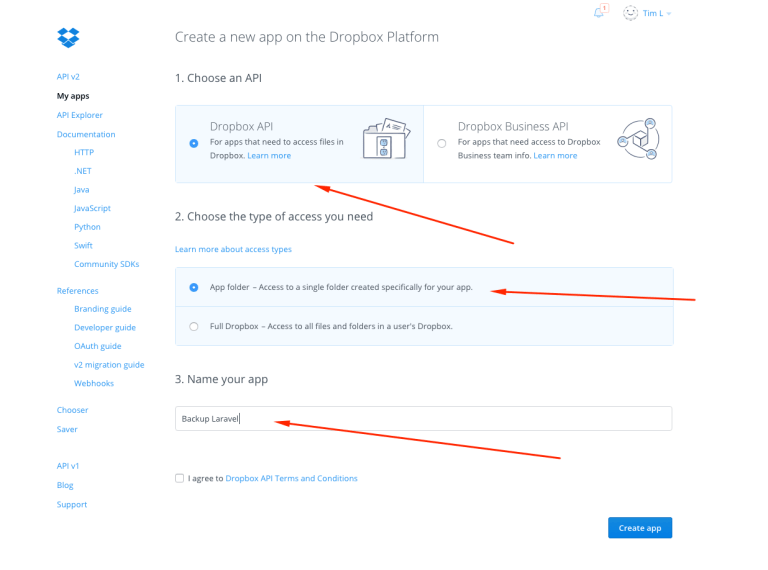 1
Tim L
Create a new app on the Dropbox Platform
API v2
My apps
API Explorer
Documentation
HTTP
.NET
Java
JavaScript
Python
Swift
Community SDKs
References
Branding guide
Developer guide
OAuth guide
v2 migration guide
Webhooks
Chooser
Saver
API v1
Blog
Support
1. Choose an API
Dropbox API
For apps that need to access files in
Dropbox. Learn more
Dropbox Business API
For apps that need access to Dropbox
Business team info. Learn more
2. Choose the type of access you need
Learn more about access types
App folder – Access to a single folder created specifically for your app.
Full Dropbox – Access to all files and folders in a user's Dropbox.
3. Name your app
Backup Laravel
I agree to Dropbox API Terms and Conditions
Create app